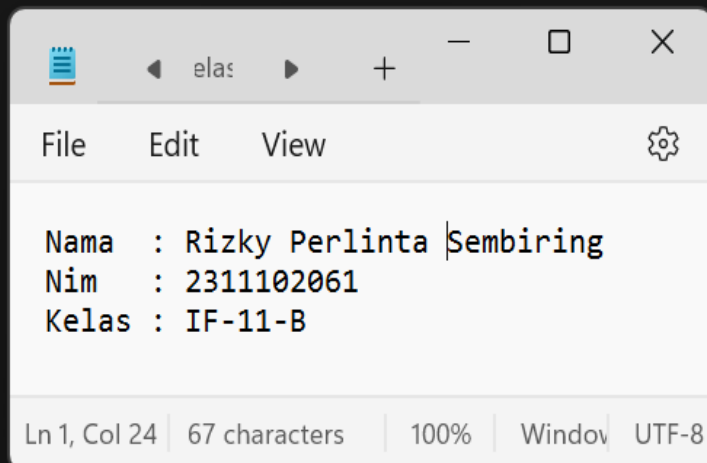 elas
File Edit View
Nama : Rizky Perlinta Sembiring
Nim : 2311102061
Kelas : IF-11-B
Ln 1, Col 24 67 characters 100% Window UTF-8